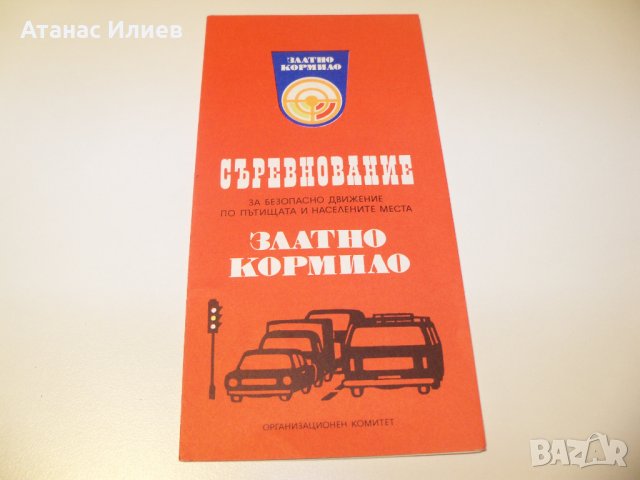 Атанас Илиев
ЗЛАТНО
КОРМИЛО
СЪРЕВНОВАНИЕ
ЗА БЕЗОПАСНО ДВИЖЕНИЕ
ПО ПЪТИЩАТА И НАСЕЛЕНИТЕ МЕСТА
ЗЛАТНО
КОРМИЛО
ОРГАНИЗАЦИОНЕН КОМИТЕТ
BAZAR